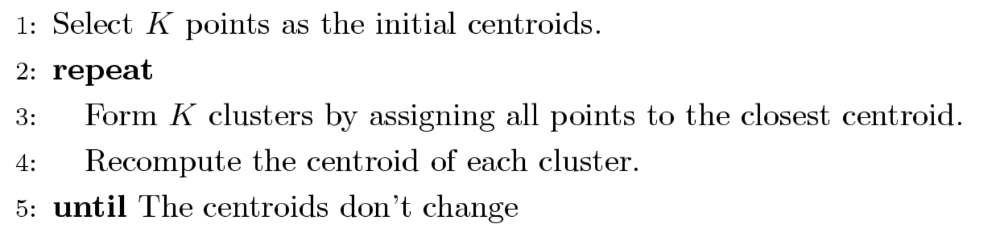 1: Select K points as the initial centroids.
2: repeat
3: Form K clusters by assigning all points to the closest centroid.
4: Recompute the centroid of each cluster.
5: until The centroids don't change